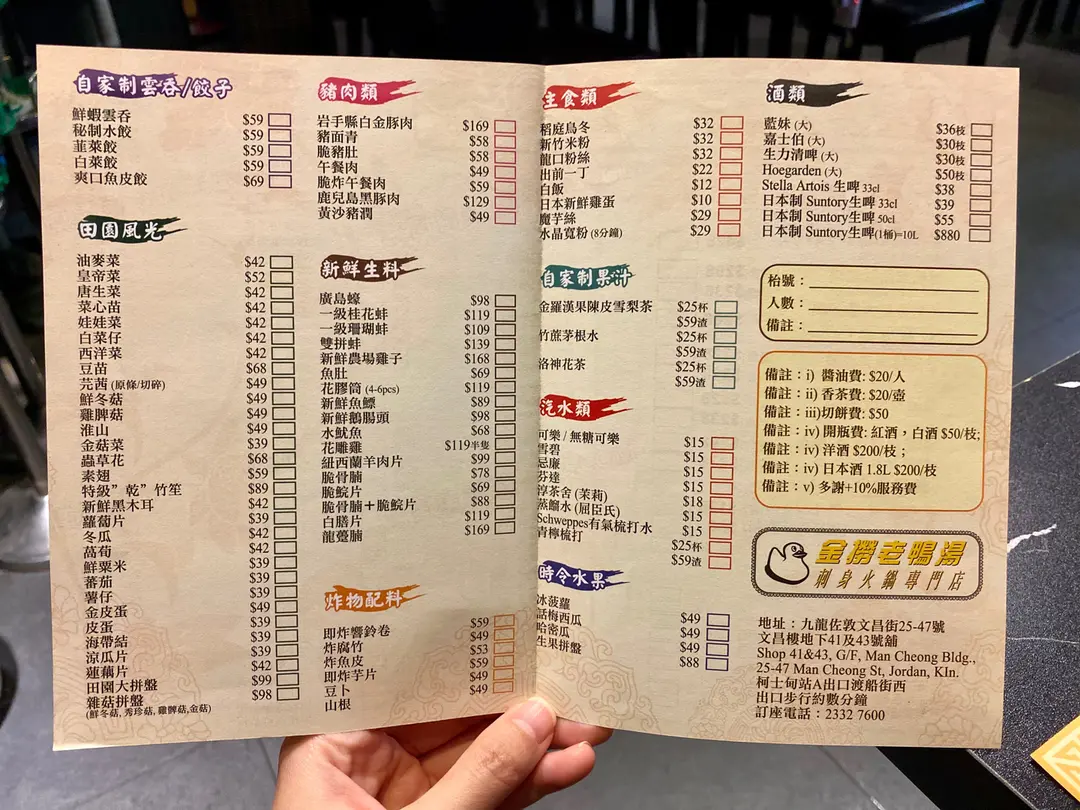 自家制雲吞/餃子
鮮蝦雲吞 $59
秘制水餃 $59
韮菜餃 $59
白菜餃 $59
爽口魚皮餃 $69
田園風光
油麥菜 $42
皇帝菜 $52
唐生菜 $42
菜心苗 $42
娃娃菜 $42
白菜仔 $42
西洋菜 $42
豆苗 $68
芫茜 (原條/切碎) $49
鮮冬菇 $49
雞脾菇 $49
淮山 $49
金菇菜 $39
蟲草花 $68
素翅 $59
特級”乾”竹笙 $89
新鮮黑木耳 $42
蘿蔔片 $39
冬瓜 $42
萵荀 $42
鮮粟米 $39
蕃茄 $39
薯仔 $39
金皮蛋 $49
皮蛋 $39
海帶結 $39
涼瓜片 $39
蓮藕片 $42
田園大拼盤 $99
雜菇拼盤 $98
(鮮冬菇, 秀珍菇, 雞脾菇,金菇)
豬肉類
岩手縣白金豚肉 $169
豬面青 $58
脆豬肚 $58
午餐肉 $49
脆炸午餐肉 $59
鹿兒島黑豚肉 $129
黃沙豬潤 $49
新鮮生料
廣島蠔 $98
一級桂花蚌 $119
一級珊瑚蚌 $109
雙拼蚌 $139
新鮮農場雞子 $168
魚肚 $69
花膠筒 (4-6pcs) $119
新鮮魚鰾 $89
新鮮鵝腸頭 $98
水魷魚 $68
花雕雞 $119半隻
紐西蘭羊肉片 $99
脆骨腩 $78
脆鯇片 $69
脆骨腩＋脆鯇片 $88
白膳片 $119
龍躉腩 $169
炸物配料
即炸響鈴卷 $59
炸腐竹 $49
炸魚皮 $53
即炸芋片 $59
豆卜 $49
山根 $49
主食類
稻庭烏冬 $32
新竹米粉 $32
龍口粉絲 $32
出前一丁 $22
白飯 $12
日本新鮮雞蛋 $10
魔芋絲 $29
水晶寬粉 (8分鐘) $29
自家制果汁
金羅漢果陳皮雪梨茶 $25杯
$59渣
竹蔗茅根水 $25杯
$59渣
洛神花茶 $25杯
$59渣
汽水類
可樂 / 無糖可樂 $15
雪碧 $15
忌廉 $15
芬達 $15
淳茶舍 (茉莉) $18
蒸餾水 (屈臣氏) $15
Schweppes有氣梳打水 $15
青檸梳打 $25杯
$59渣
時令水果
冰菠蘿 $49
話梅西瓜 $49
哈密瓜 $49
生果拼盤 $88
酒類
藍妹 (大) $36枝
嘉士伯 (大) $30枝
生力清啤 (大) $30枝
Hoegarden (大) $50枝
Stella Artois 生啤 33cl $38
日本制 Suntory生啤 33cl $39
日本制 Suntory生啤 50cl $55
日本制 Suntory生啤(1桶)=10L $880
枱號：
人數：
備註：
備註：i) 醬油費: $20/人
備註：ii) 香茶費: $20/壺
備註：iii)切餅費: $50
備註：iv) 開瓶費: 紅酒，白酒 $50/枝;
備註：iv) 洋酒 $200/枝；
備註：iv) 日本酒 1.8L $200/枝
備註：v) 多謝+10%服務費
金撈老鴨湯
刺身火鍋專門店
地址：九龍佐敦文昌街25-47號
文昌樓地下41及43號舖
Shop 41&43, G/F, Man Cheong Bldg.,
25-47 Man Cheong St, Jordan, KIn.
柯士甸站A出口渡船街西
出口步行約數分鐘
訂座電話：2332 7600